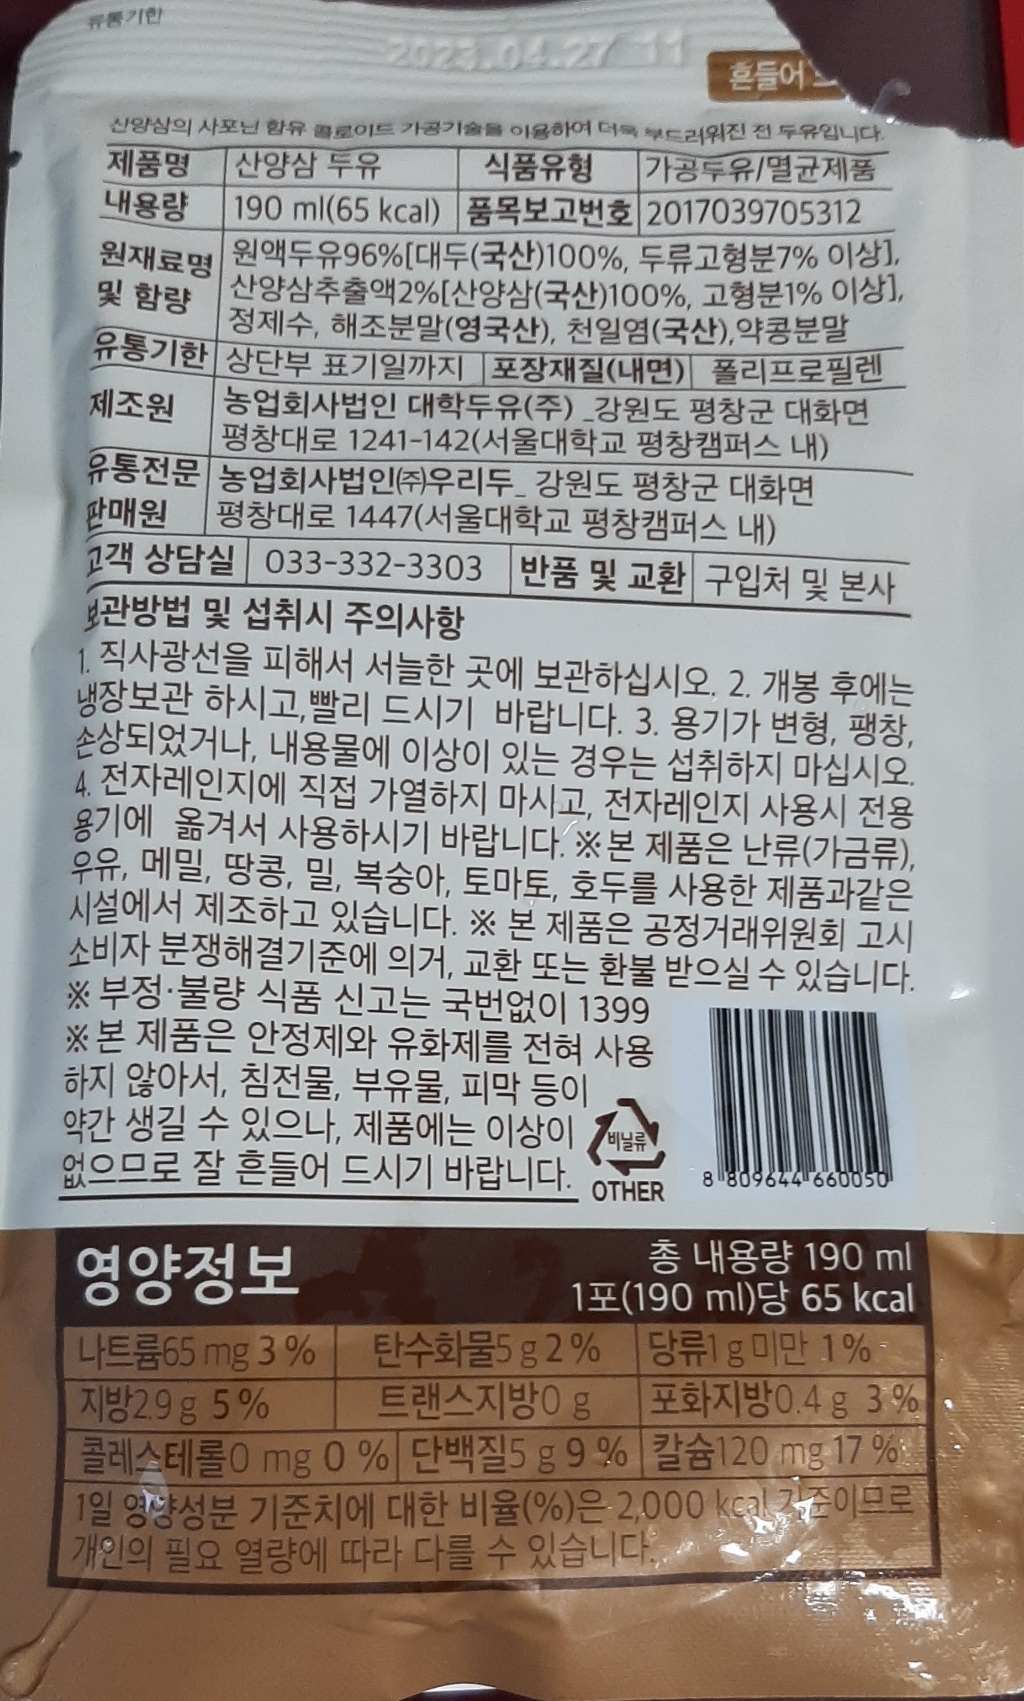 유통기한
2023.04.27 11
흔들어
산양삼의 사포닌 함유 콜로이드 가공기술을 이용하여 더욱 부드러워진 전 두유입니다.
제품명 산양삼 두유 식품유형 가공두유/멸균제품
내용량 190 ml(65 kcal) 품목보고번호 2017039705312
원재료명 원액두유96%[대두(국산)100%, 두류고형분7% 이상],
및 함량 산양삼추출액2%[산양삼(국산)100%, 고형분1% 이상],
정제수, 해조분말(영국산), 천일염(국산),약콩분말
유통기한 상단부 표기일까지 포장재질(내면) 폴리프로필렌
제조원 농업회사법인 대학두유(주)_강원도 평창군 대화면
평창대로 1241-142(서울대학교 평창캠퍼스 내)
유통전문 농업회사법인㈜우리두_ 강원도 평창군 대화면
판매원 평창대로 1447(서울대학교 평창캠퍼스 내)
고객 상담실 033-332-3303 반품 및 교환 구입처 및 본사
보관방법 및 섭취시 주의사항
1. 직사광선을 피해서 서늘한 곳에 보관하십시오. 2. 개봉 후에는
냉장보관 하시고,빨리 드시기 바랍니다. 3. 용기가 변형, 팽창,
손상되었거나, 내용물에 이상이 있는 경우는 섭취하지 마십시오.
4. 전자레인지에 직접 가열하지 마시고, 전자레인지 사용시 전용
용기에 옮겨서 사용하시기 바랍니다. ※본 제품은 난류(가금류),
우유, 메밀, 땅콩, 밀, 복숭아, 토마토, 호두를 사용한 제품과같은
시설에서 제조하고 있습니다. ※ 본 제품은 공정거래위원회 고시
소비자 분쟁해결기준에 의거, 교환 또는 환불 받으실 수 있습니다.
※ 부정·불량 식품 신고는 국번없이 1399
※ 본 제품은 안정제와 유화제를 전혀 사용
하지 않아서, 침전물, 부유물, 피막 등이
약간 생길 수 있으나, 제품에는 이상이
없으므로 잘 흔들어 드시기 바랍니다.
비닐류
OTHER
8 809644 660050
영양정보
총 내용량 190 ml
1포(190 ml)당 65 kcal
나트륨65 mg 3 % 탄수화물5 g 2 % 당류1 g 미만 1 %
지방2.9 g 5 % 트랜스지방0 g 포화지방0.4 g 3 %
콜레스테롤0 mg 0 % 단백질5 g 9 % 칼슘120 mg 17 %
1일 영양성분 기준치에 대한 비율(%)은 2,000 kcal 기준이므로
개인의 필요 열량에 따라 다를 수 있습니다.